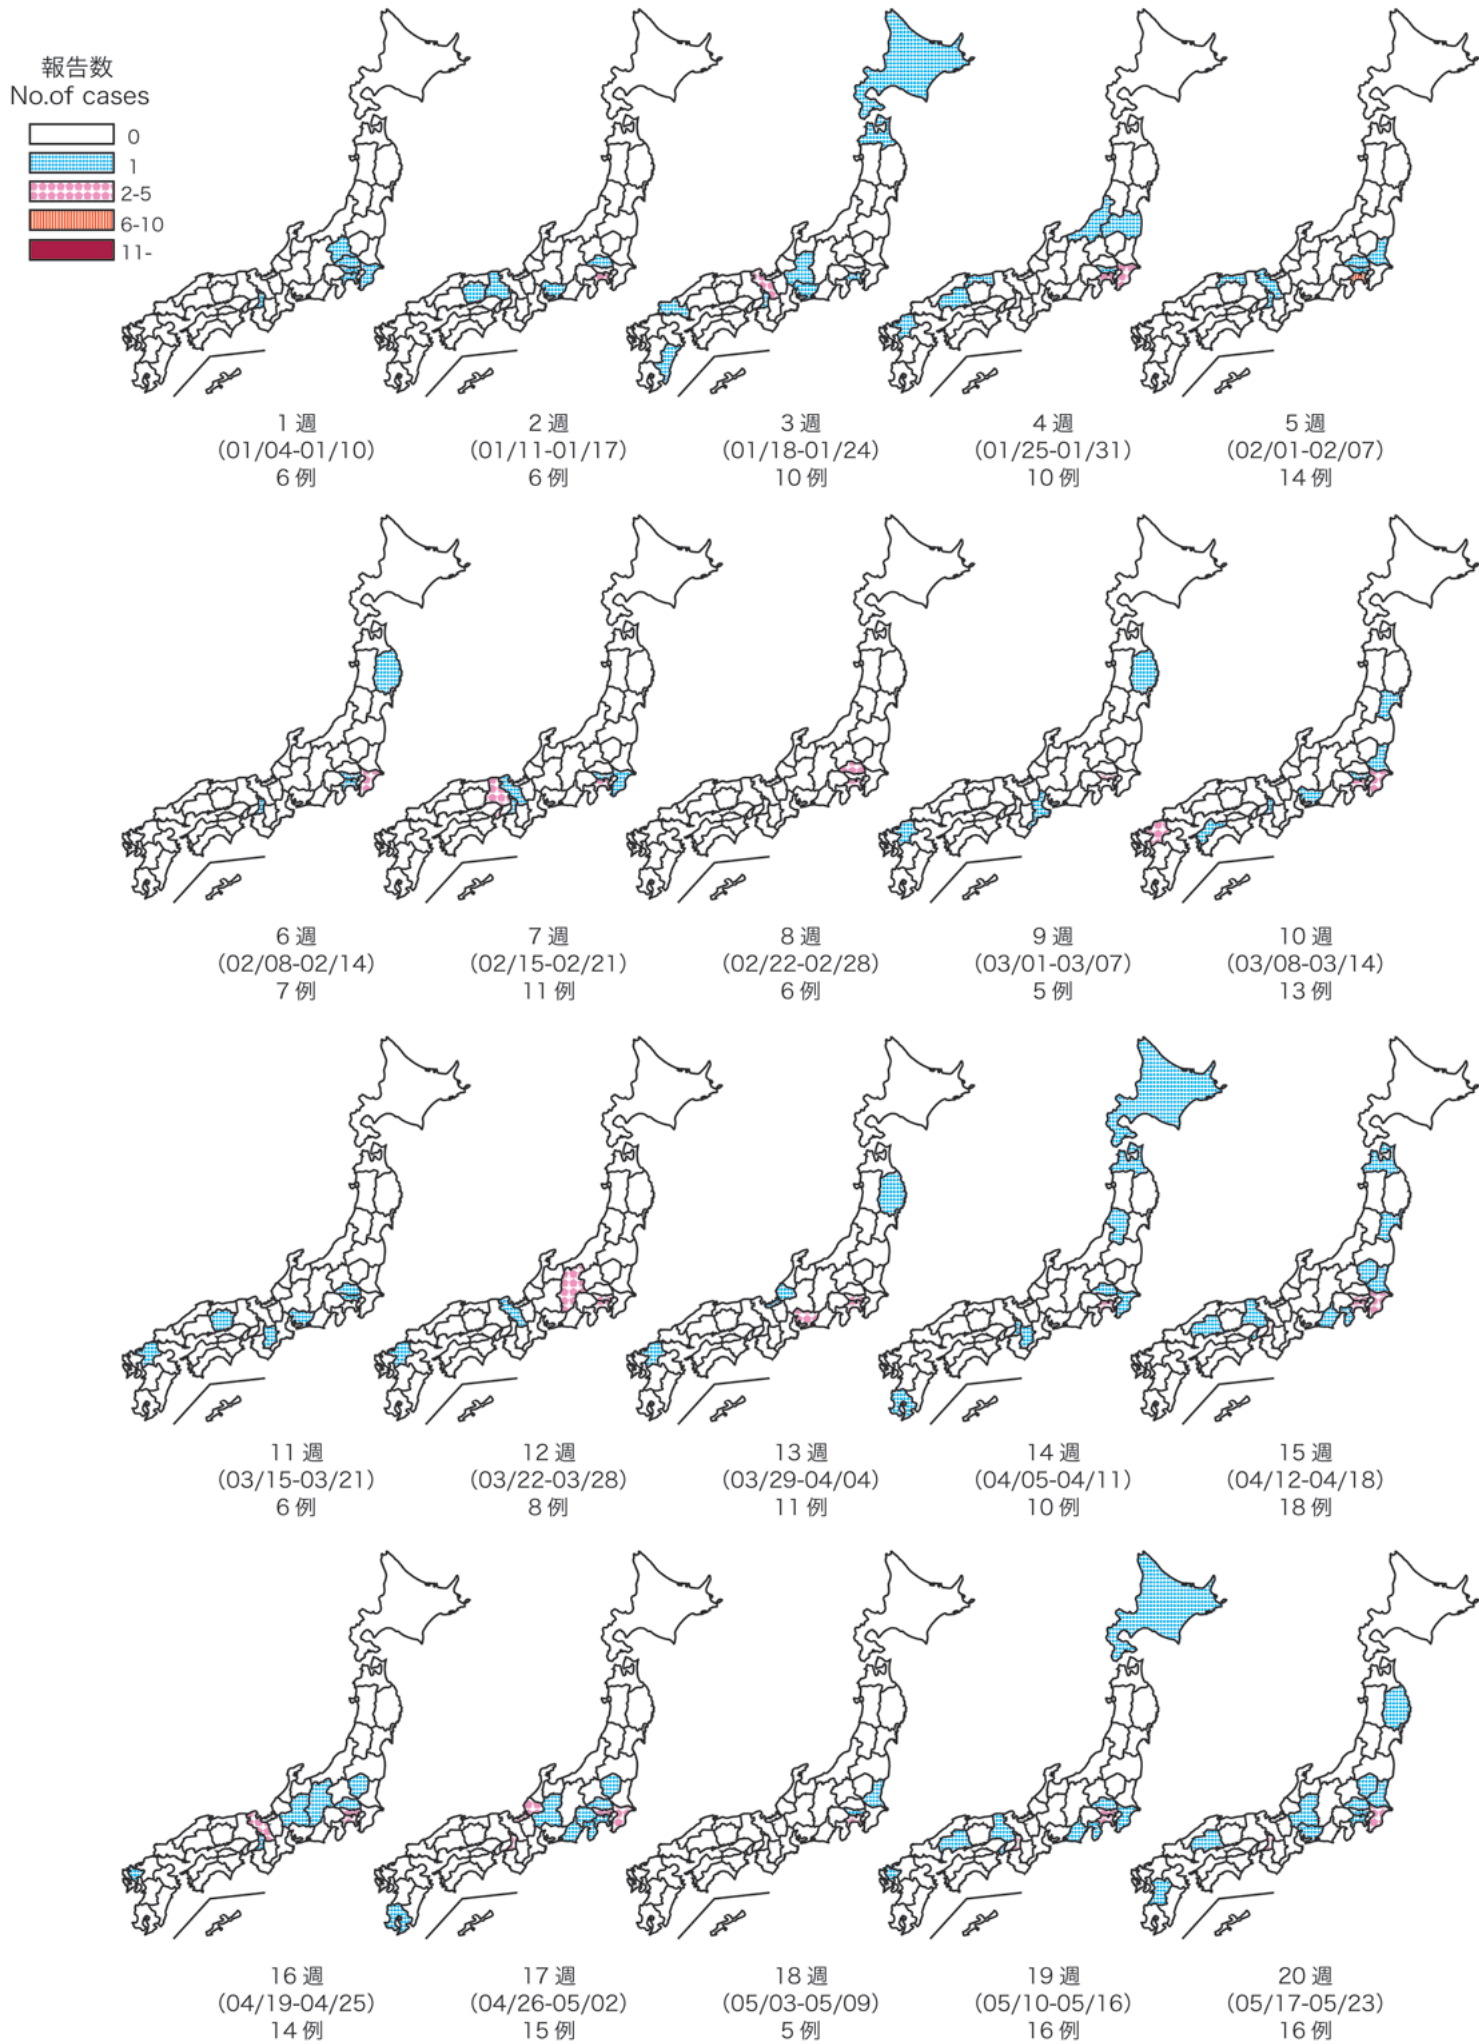 報告数
No.of cases
0
1
2-5
6-10
11-
1週
(01/04-01/10)
6例
2週
(01/11-01/17)
6例
3週
(01/18-01/24)
10例
4週
(01/25-01/31)
10例
5週
(02/01-02/07)
14例
6週
(02/08-02/14)
7例
7週
(02/15-02/21)
11例
8週
(02/22-02/28)
6例
9週
(03/01-03/07)
5例
10週
(03/08-03/14)
13例
11週
(03/15-03/21)
6例
12週
(03/22-03/28)
8例
13週
(03/29-04/04)
11例
14週
(04/05-04/11)
10例
15週
(04/12-04/18)
18例
16週
(04/19-04/25)
14例
17週
(04/26-05/02)
15例
18週
(05/03-05/09)
5例
19週
(05/10-05/16)
16例
20週
(05/17-05/23)
16例